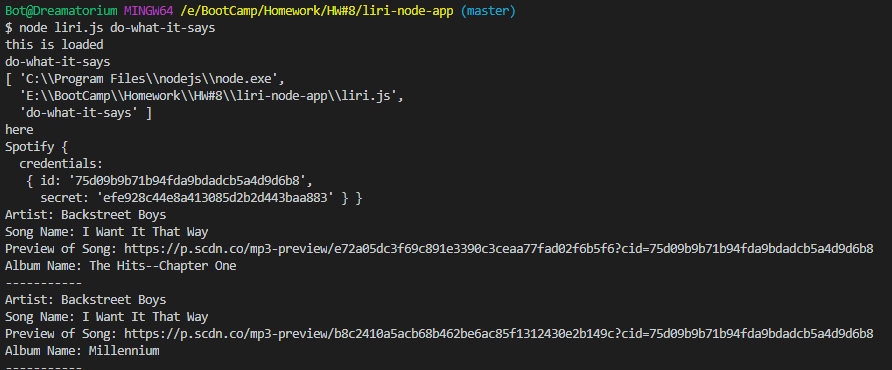 Bot@Dreamatorium MINGW64 /e/BootCamp/Homework/HW#8/liri-node-app (master)
$ node liri.js do-what-it-says
this is loaded
do-what-it-says
[ 'C:\\Program Files\\nodejs\\node.exe',
  'E:\\BootCamp\\Homework\\HW#8\\liri-node-app\\liri.js',
  'do-what-it-says' ]
here
Spotify {
  credentials:
   { id: '75d09b9b71b94fda9bdadcb5a4d9d6b8',
     secret: 'efe928c44e8a413085d2b2d443baa883' } }
Artist: Backstreet Boys
Song Name: I Want It That Way
Preview of Song: https://p.scdn.co/mp3-preview/e72a05dc3f69c891e3390c3ceaa77fad02f6b5f6?cid=75d09b9b71b94fda9bdadcb5a4d9d6b8
Album Name: The Hits--Chapter One
-----------
Artist: Backstreet Boys
Song Name: I Want It That Way
Preview of Song: https://p.scdn.co/mp3-preview/b8c2410a5acb68b462be6ac85f1312430e2b149c?cid=75d09b9b71b94fda9bdadcb5a4d9d6b8
Album Name: Millennium
-----------